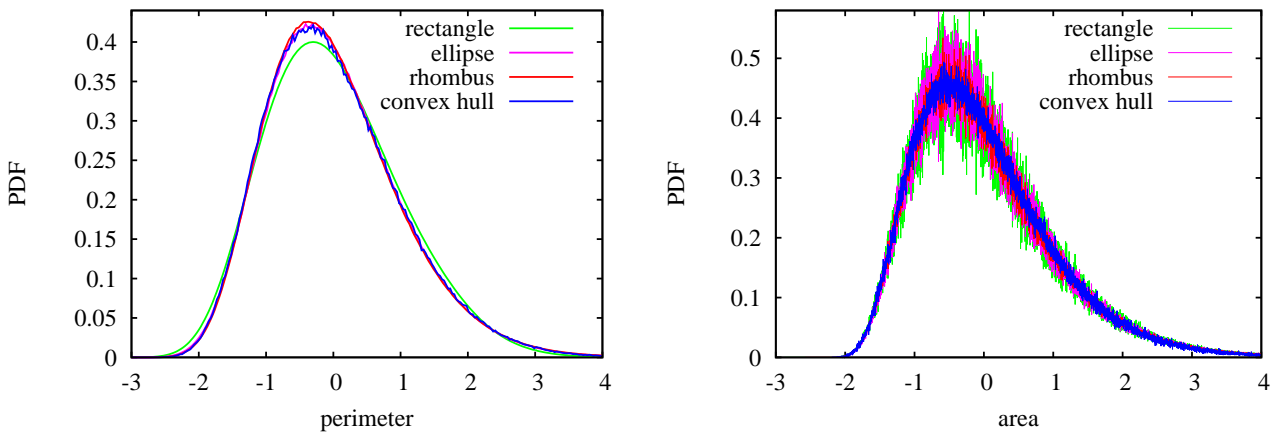 0.4
0.35
0.3
0.25
0.2
0.15
0.1
0.05
0
-3 -2 -1 0 1 2 3 4
PDF
perimeter
rectangle
ellipse
rhombus
convex hull
0.5
0.4
0.3
0.2
0.1
0
-3 -2 -1 0 1 2 3 4
PDF
area
rectangle
ellipse
rhombus
convex hull